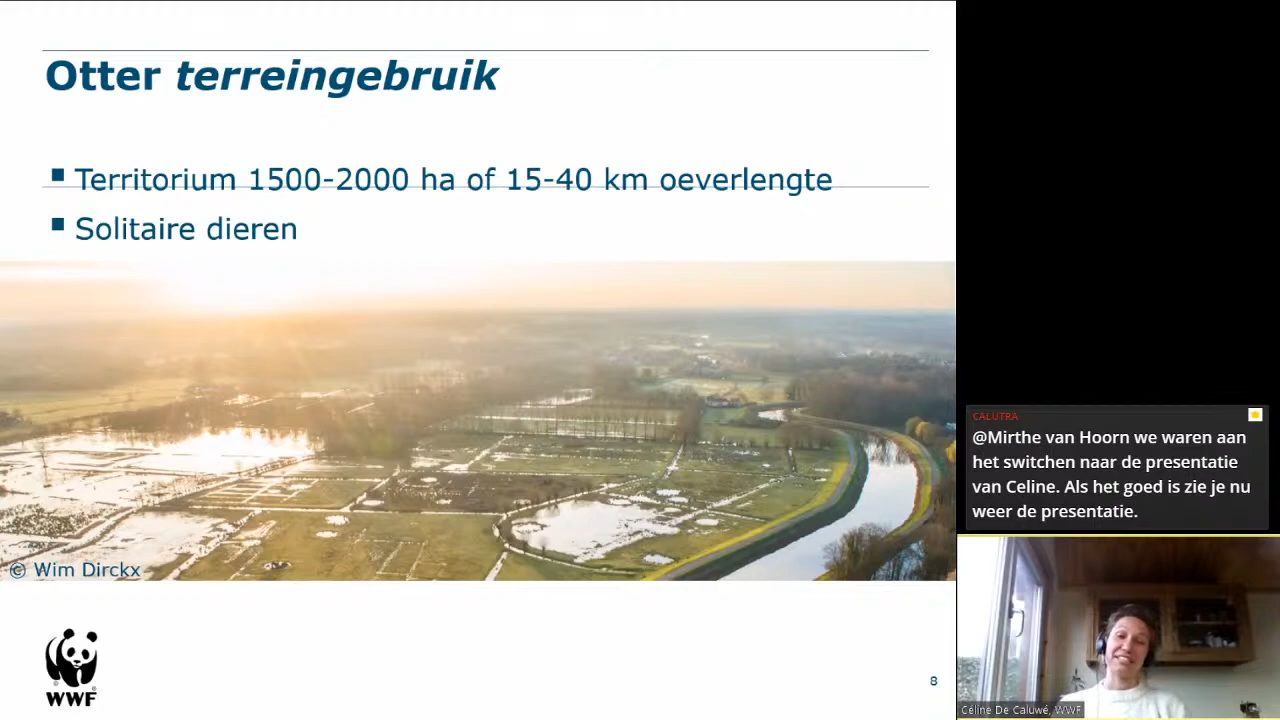 Otter terreingebruik
Territorium 1500-2000 ha of 15-40 km oeverlengte
Solitaire dieren
© Wim Dirckx
WWF
8
CALUTRA
@Mirthe van Hoorn we waren aan
het switchen naar de presentatie
van Celine. Als het goed is zie je nu
weer de presentatie.
Céline De Caluwé, WWF